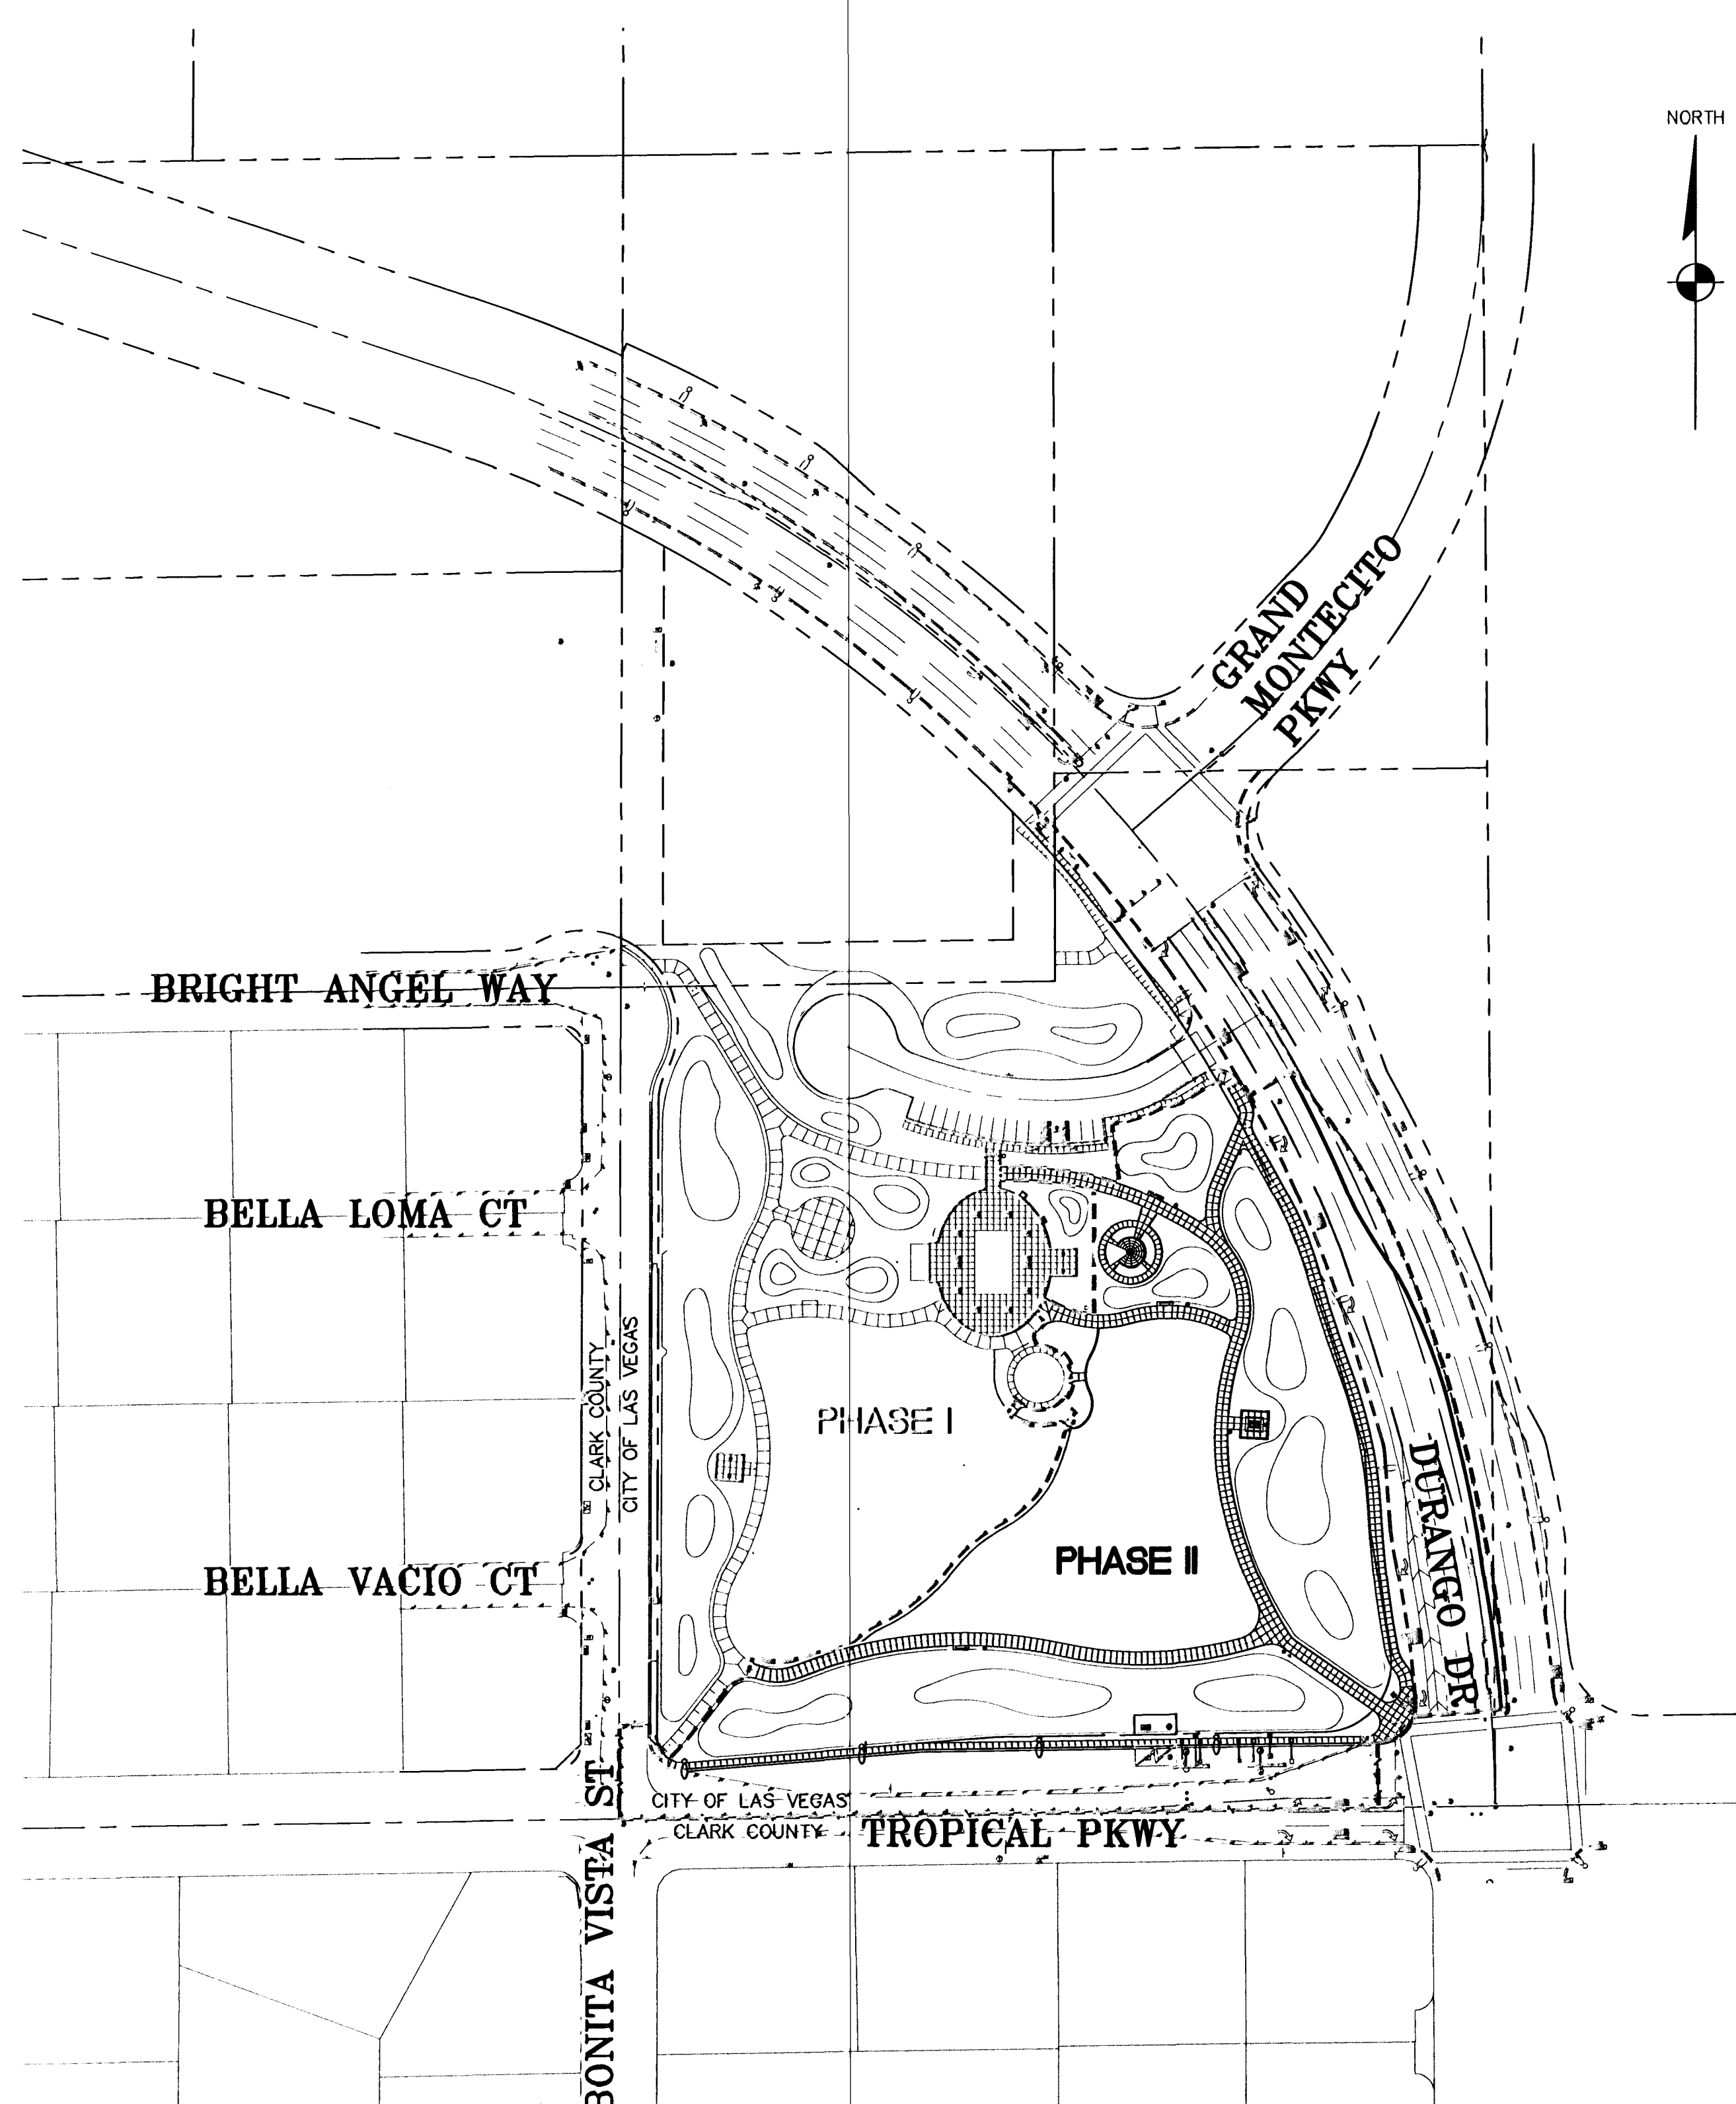 NORTH
GRAND
MONTECITO
PKWY
BRIGHT ANGEL WAY
BELLA LOMA CT
CLARK COUNTY
CITY OF LAS VEGAS
PHASE I
DURANGO DR
PHASE II
BELLA VACIO CT
BONITA VISTA ST
CITY OF LAS VEGAS
CLARK COUNTY
TROPICAL PKWY